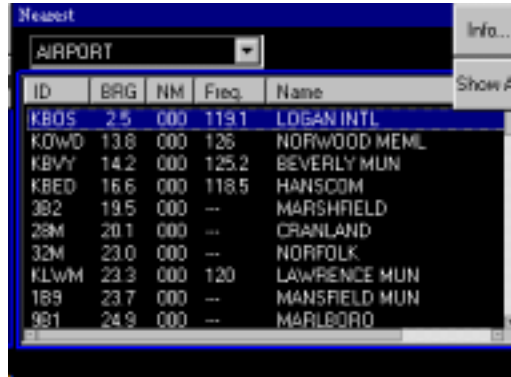 Nearest
Info...
AIRPORT
Show A
ID BRG NM Freq. Name
KBOS 2.5 000 119.1 LOGAN INTL
KOWD 13.8 000 126 NORWOOD MEML
KBVY 14.2 000 125.2 BEVERLY MUN
KBED 16.6 000 118.5 HANSCOM
3B2 19.5 000 --- MARSHFIELD
28M 20.1 000 --- CRANLAND
32M 23.0 000 --- NORFOLK
KLWM 23.3 000 120 LAWRENCE MUN
1B9 23.7 000 --- MANSFIELD MUN
9B1 24.9 000 --- MARLBORO